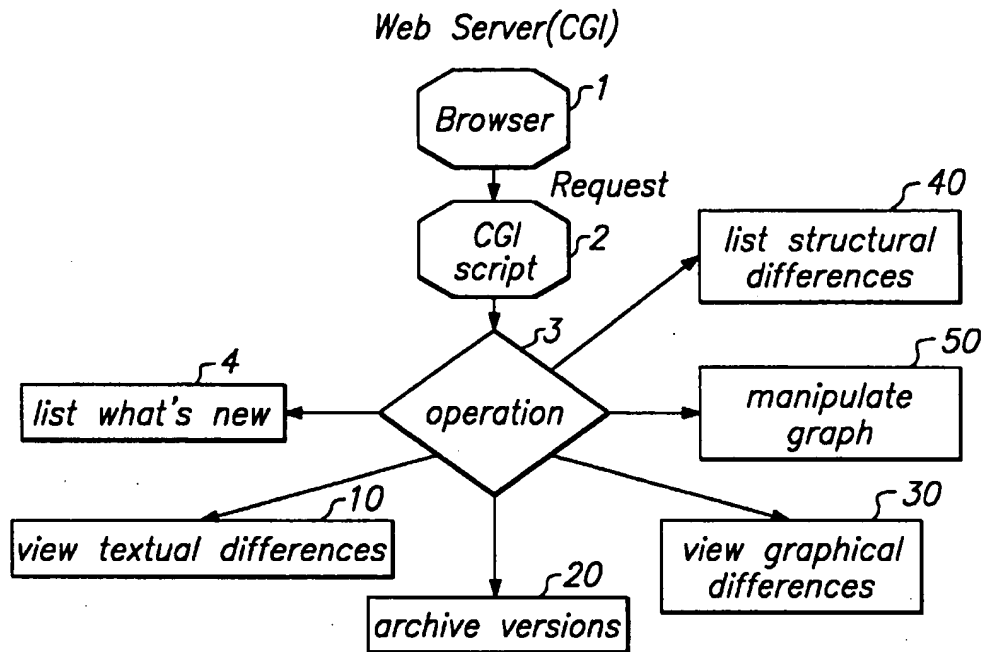 Web Server(CGI)
1
Browser
Request
2
CGI
script
40
list structural
differences
3
operation
4
list what's new
50
manipulate
graph
10
view textual differences
30
view graphical
differences
20
archive versions